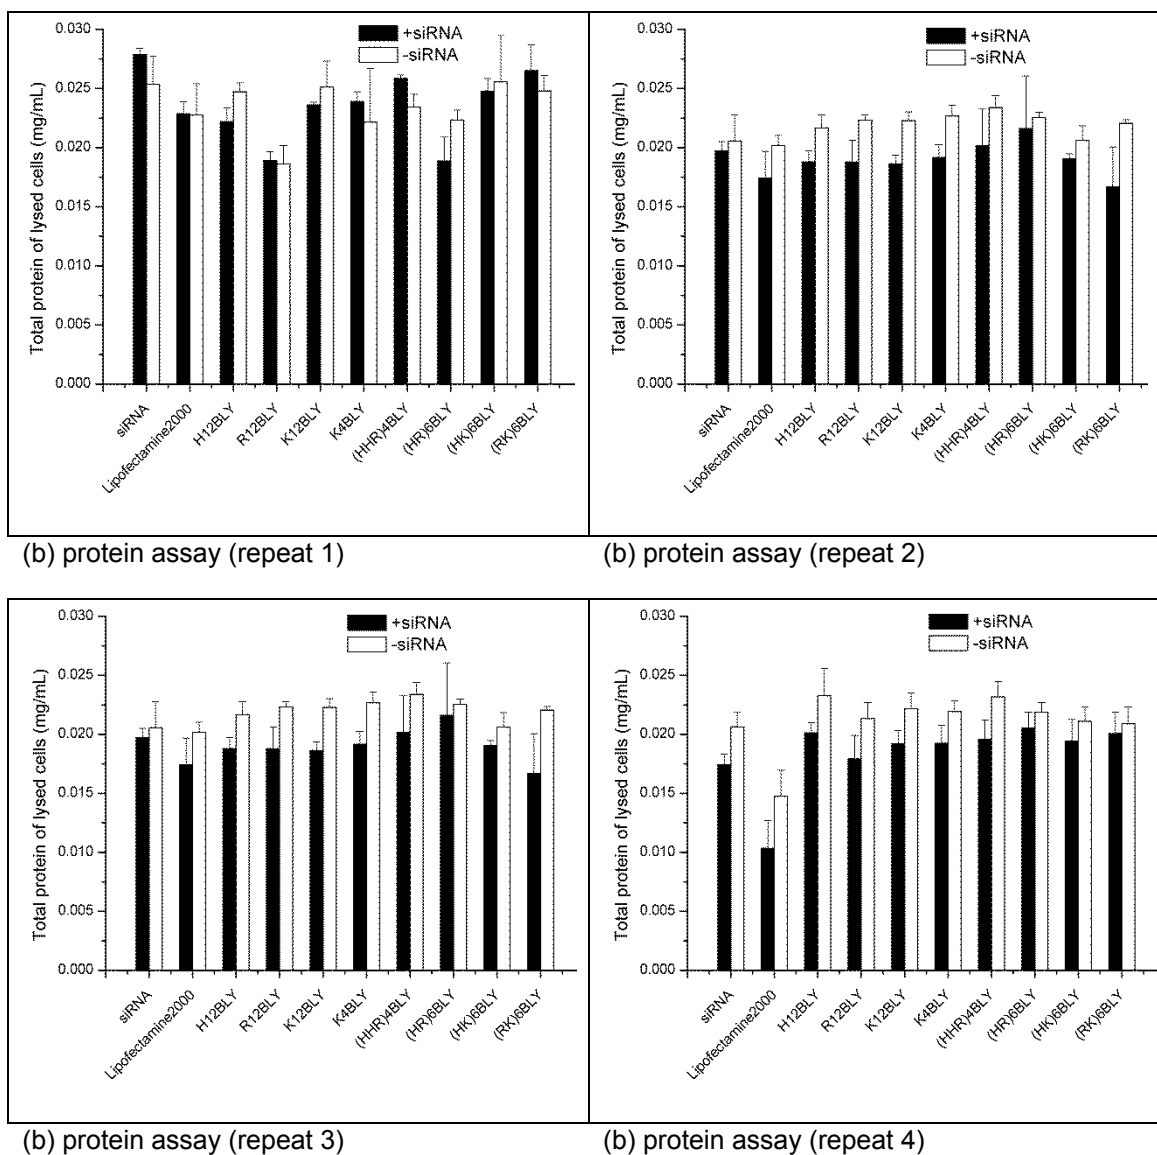 0.030
0.025
0.020
0.015
0.010
0.005
0.000
Total protein of lysed cells (mg/mL)
+siRNA
-siRNA
siRNA
Lipofectamine2000
H12BLY
R12BLY
K12BLY
K4BLY
(HHR)4BLY
(HR)6BLY
(HK)6BLY
(RK)6BLY
0.030
0.025
0.020
0.015
0.010
0.005
0.000
Total protein of lysed cells (mg/mL)
+siRNA
-siRNA
siRNA
Lipofectamine2000
H12BLY
R12BLY
K12BLY
K4BLY
(HHR)4BLY
(HR)6BLY
(HK)6BLY
(RK)6BLY
(b) protein assay (repeat 1)
(b) protein assay (repeat 2)
0.030
0.025
0.020
0.015
0.010
0.005
0.000
Total protein of lysed cells (mg/mL)
+siRNA
-siRNA
siRNA
Lipofectamine2000
H12BLY
R12BLY
K12BLY
K4BLY
(HHR)4BLY
(HR)6BLY
(HK)6BLY
(RK)6BLY
0.030
0.025
0.020
0.015
0.010
0.005
0.000
Total protein of lysed cells (mg/mL)
+siRNA
-siRNA
siRNA
Lipofectamine2000
H12BLY
R12BLY
K12BLY
K4BLY
(HHR)4BLY
(HR)6BLY
(HK)6BLY
(RK)6BLY
(b) protein assay (repeat 3)
(b) protein assay (repeat 4)